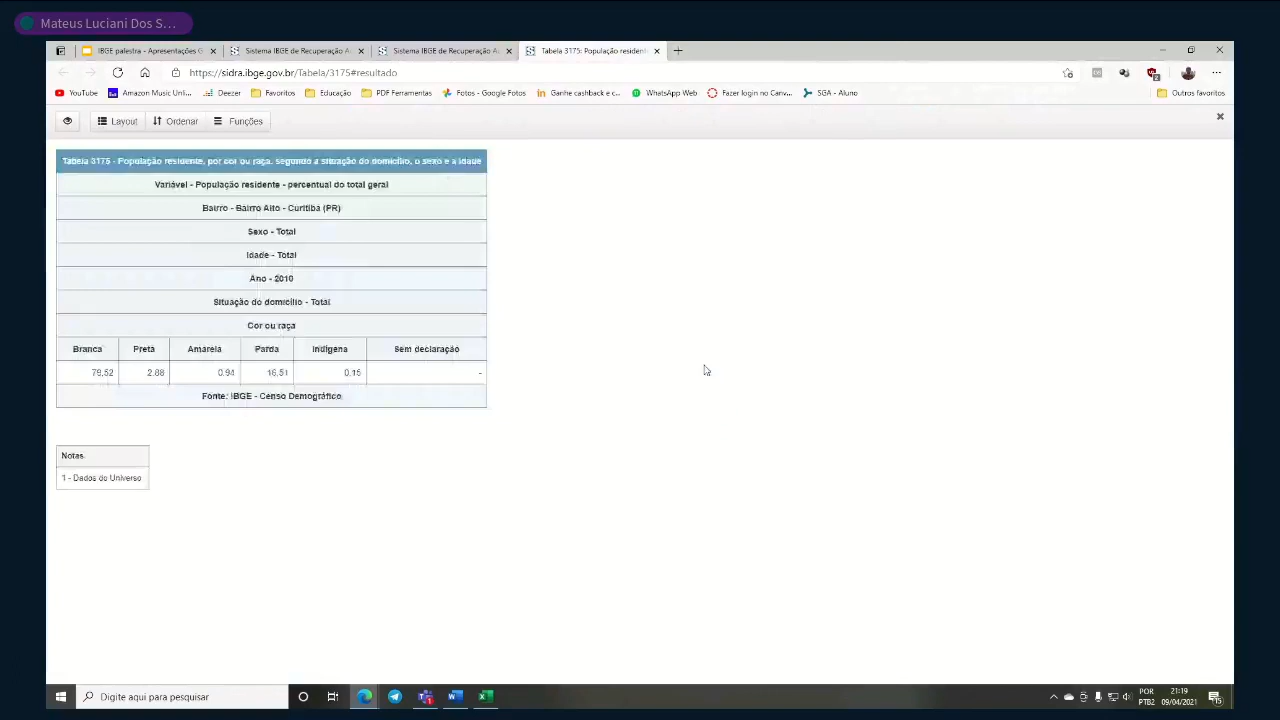 Mateus Luciani Dos S...
IBGE palestra - Apresentações G
Sistema IBGE de Recuperação A
Sistema IBGE de Recuperação A
Tabela 3175: População resident
https://sidra.ibge.gov.br/Tabela/3175#resultado
YouTube
Amazon Music Unli...
Deezer
Favoritos
Educação
PDF Ferramentas
Fotos - Google Fotos
Ganhe cashback e c...
WhatsApp Web
Fazer login no Canv...
SGA - Aluno
Outros favoritos
Layout
Ordenar
Funções
Tabela 3175 - População residente, por cor ou raça, segundo a situação do domicílio, o sexo e a idade
Variável - População residente - percentual do total geral
Bairro - Bairro Alto - Curitiba (PR)
Sexo - Total
Idade - Total
Ano - 2010
Situação do domicílio - Total
Cor ou raça
Branca Preta Amarela Parda Indígena Sem declaração
79,52 2,88 0,94 16,51 0,15 -
Fonte: IBGE - Censo Demográfico
Notas
1 - Dados do Universo
Digite aqui para pesquisar
POR
PTB2
21:19
09/04/2021